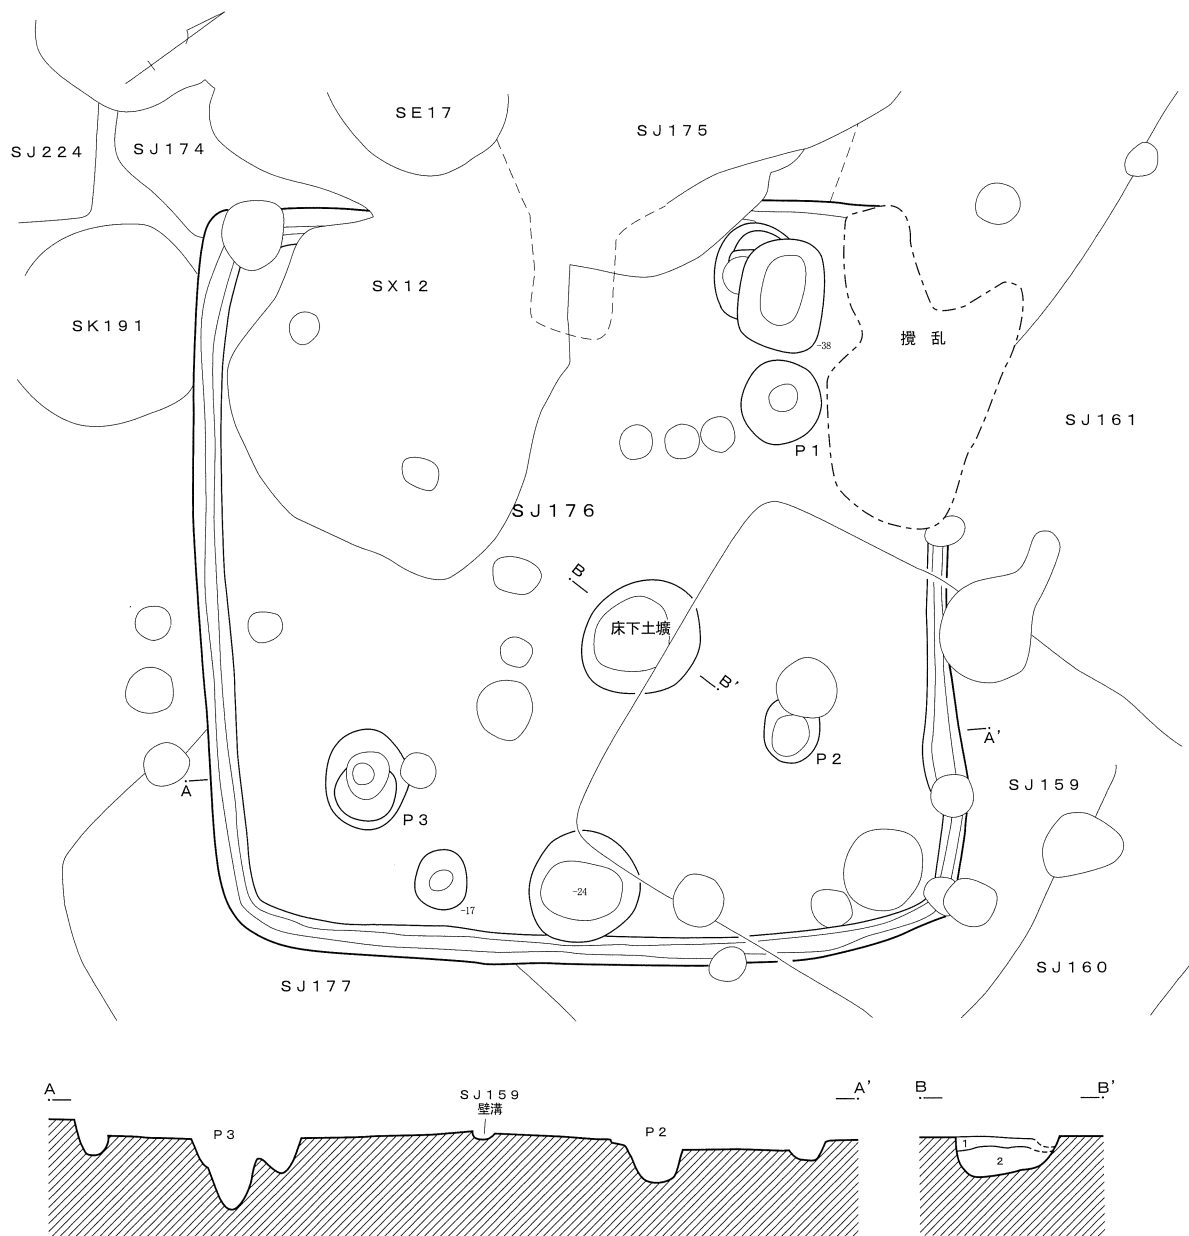 SE17
SJ175
SJ224
SJ174
SX12
SK191
-38
攪乱
SJ161
P1
SJ176
B
床下土壙
B’
A’
P2
SJ159
A
P3
-24
-17
SJ160
SJ177
A
A’
B
B’
SJ159
壁溝
P3
P2
1
2